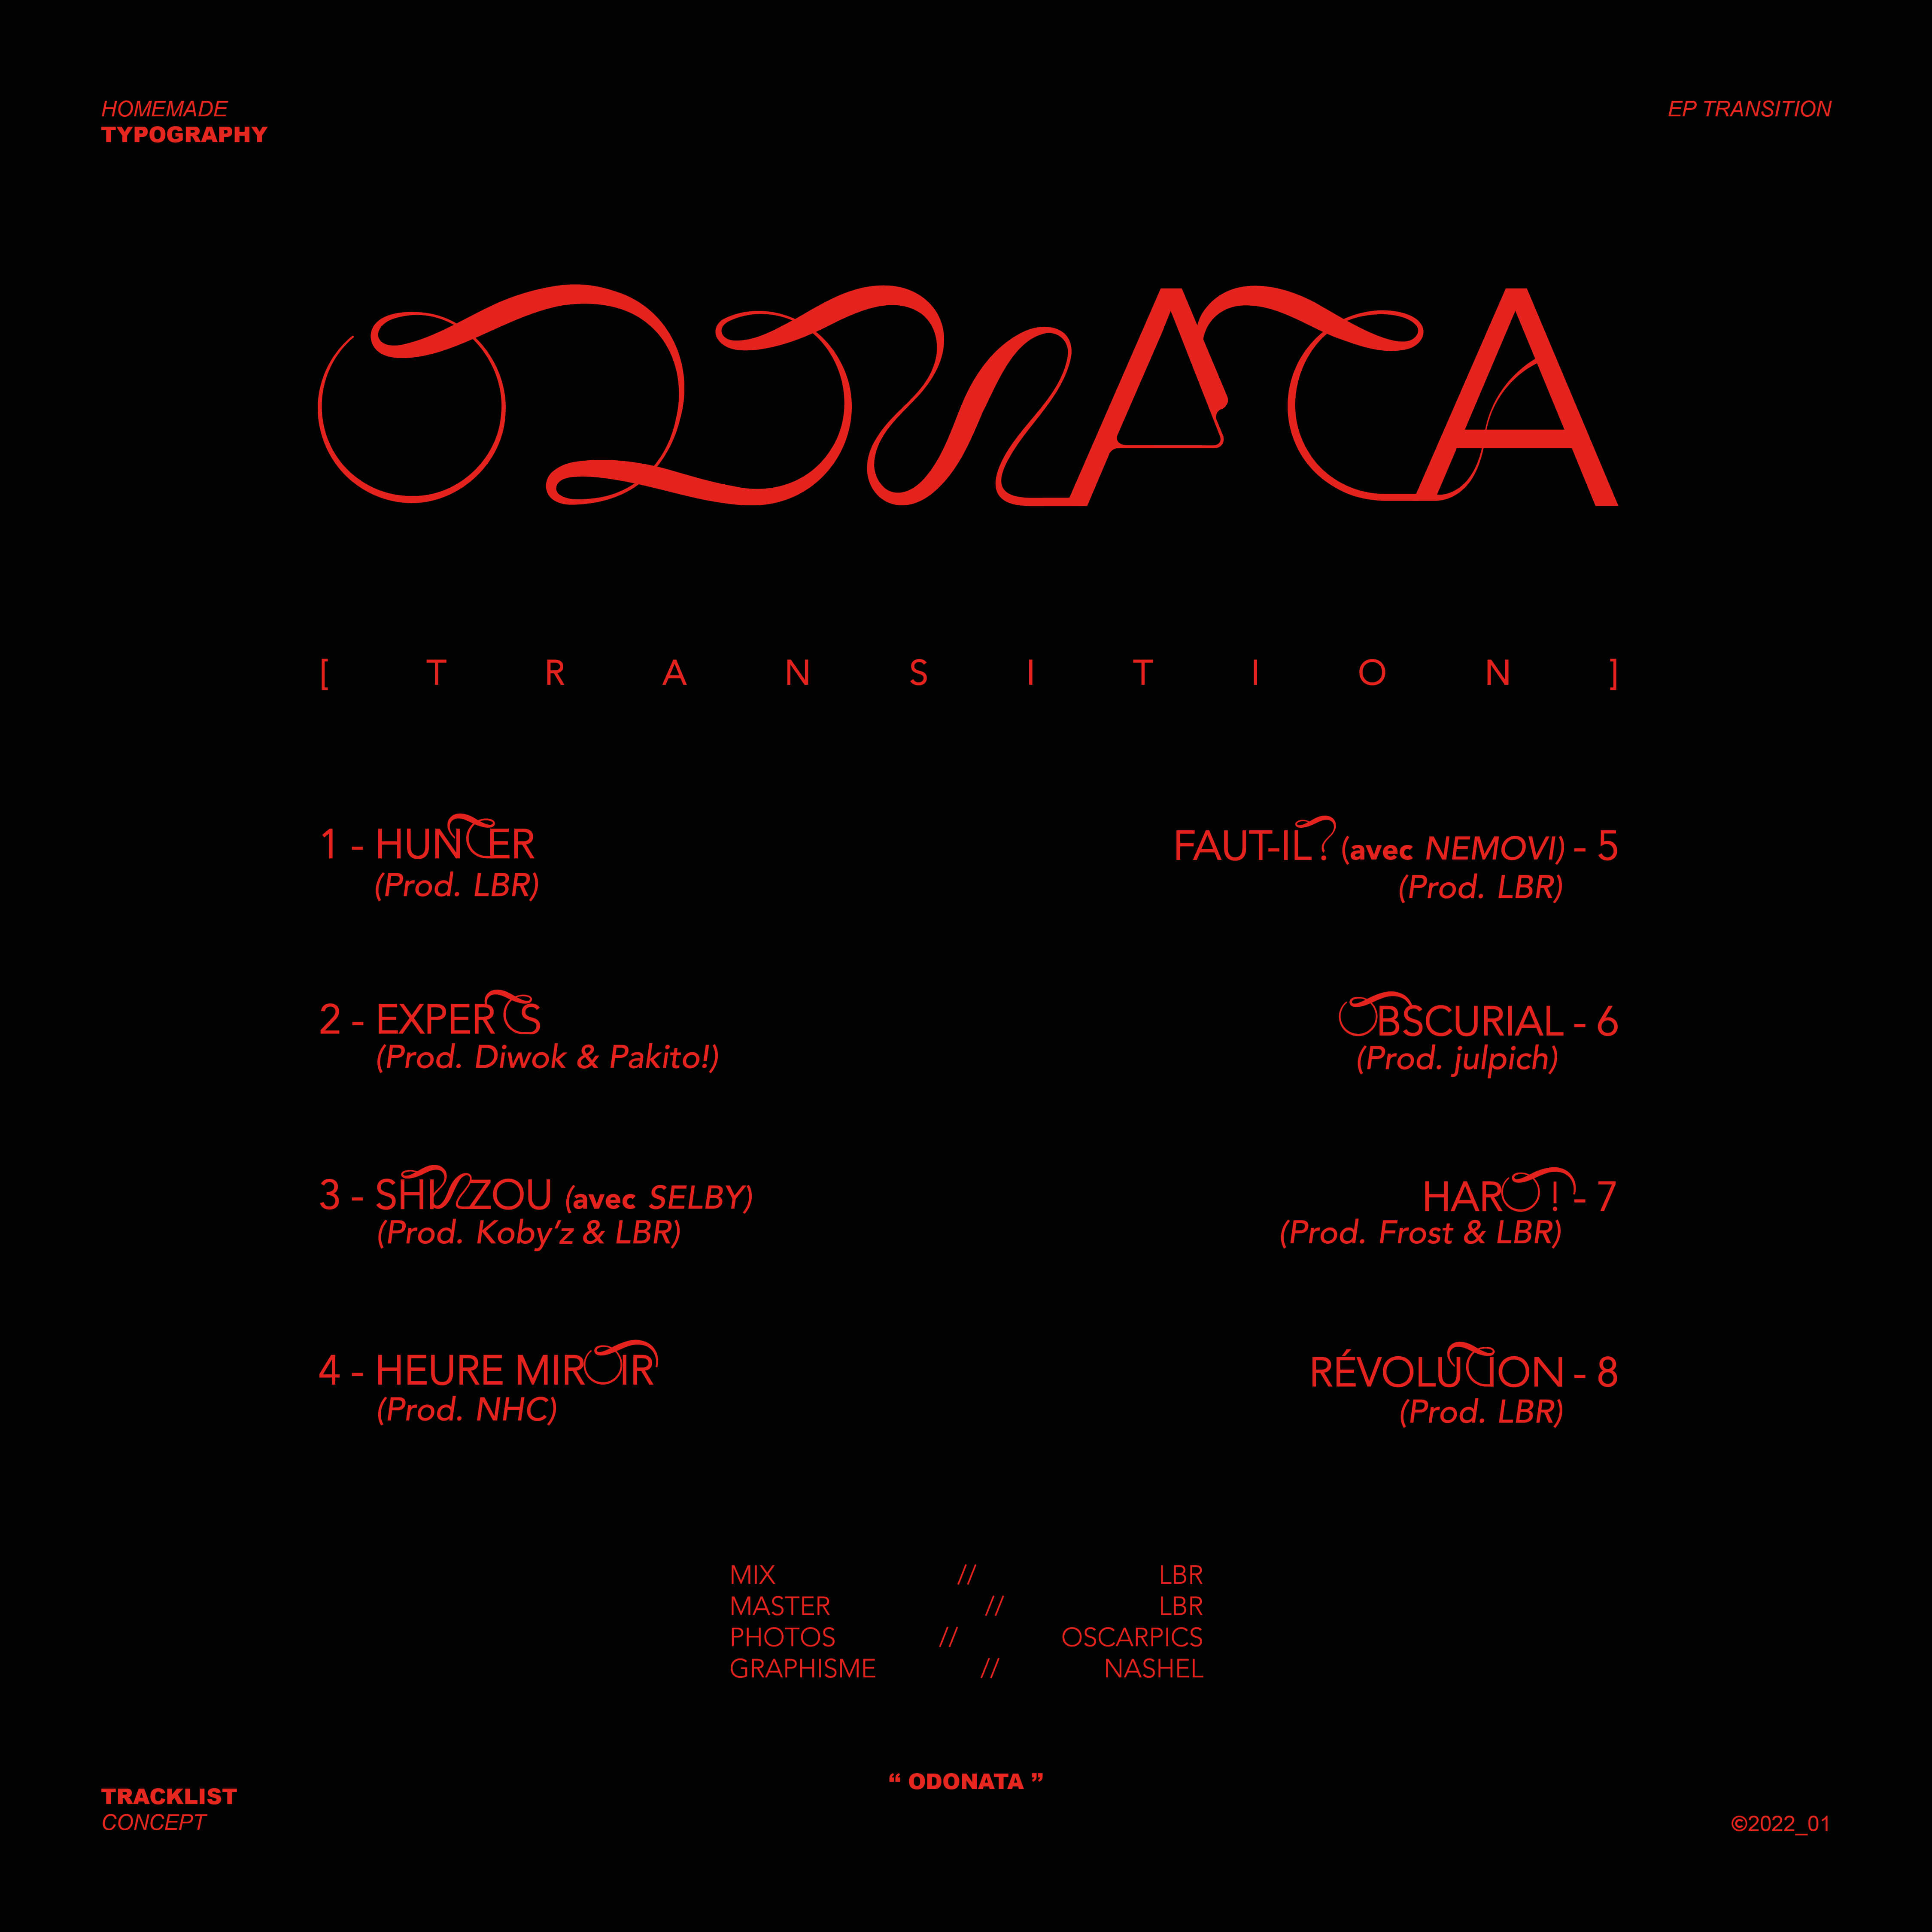 HOMEMADE
TYPOGRAPHY
EP TRANSITION
ODONATA
[ T R A N S I T I O N ]
1 - HUNTER
(Prod. LBR)
2 - EXPERTS
(Prod. Diwok & Pakito!)
3 - SHINZOU (avec SELBY)
(Prod. Koby’z & LBR)
4 - HEURE MIROIR
(Prod. NHC)
FAUT-IL? (avec NEMOVI) - 5
(Prod. LBR)
OBSCURIAL - 6
(Prod. julpich)
HARO ! - 7
(Prod. Frost & LBR)
RÉVOLUTION - 8
(Prod. LBR)
MIX // LBR
MASTER // LBR
PHOTOS // OSCARPICS
GRAPHISME // NASHEL
“ ODONATA ”
TRACKLIST
CONCEPT
©2022_01